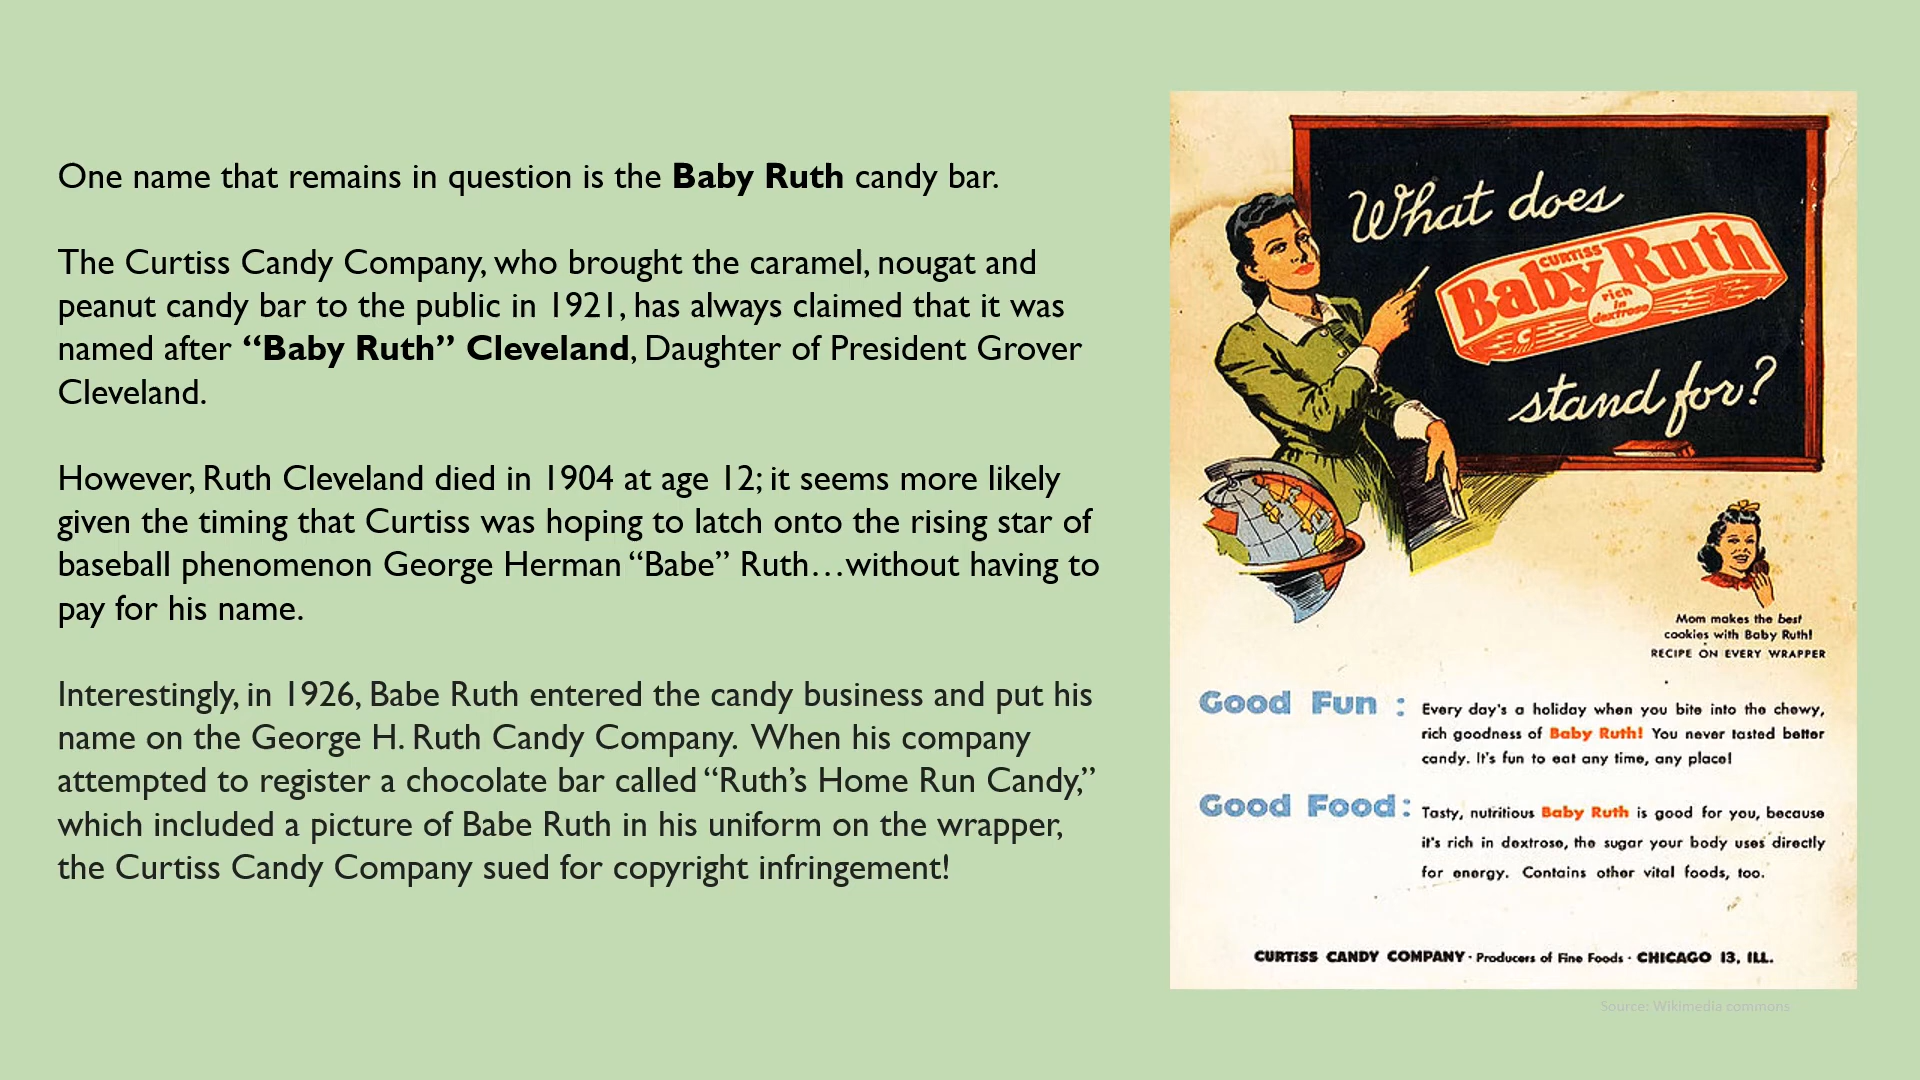 One name that remains in question is the Baby Ruth candy bar.
The Curtiss Candy Company, who brought the caramel, nougat and
peanut candy bar to the public in 1921, has always claimed that it was
named after “Baby Ruth” Cleveland, Daughter of President Grover
Cleveland.
However, Ruth Cleveland died in 1904 at age 12; it seems more likely
given the timing that Curtiss was hoping to latch onto the rising star of
baseball phenomenon George Herman “Babe” Ruth…without having to
pay for his name.
Interestingly, in 1926, Babe Ruth entered the candy business and put his
name on the George H. Ruth Candy Company.  When his company
attempted to register a chocolate bar called “Ruth’s Home Run Candy,”
which included a picture of Babe Ruth in his uniform on the wrapper,
the Curtiss Candy Company sued for copyright infringement!
What does
CURTISS
Baby Ruth
rich
in
dextrose
stand for?
Mom makes the best
cookies with Baby Ruth!
RECIPE ON EVERY WRAPPER
Good Fun : Every day's a holiday when you bite into the chewy,
rich goodness of Baby Ruth! You never tasted better
candy. It's fun to eat any time, any place!
Good Food: Tasty, nutritious Baby Ruth is good for you, because
it's rich in dextrose, the sugar your body uses directly
for energy. Contains other vital foods, too.
CURTISS CANDY COMPANY · Producers of Fine Foods · CHICAGO 13, ILL.
Source: Wikimedia commons